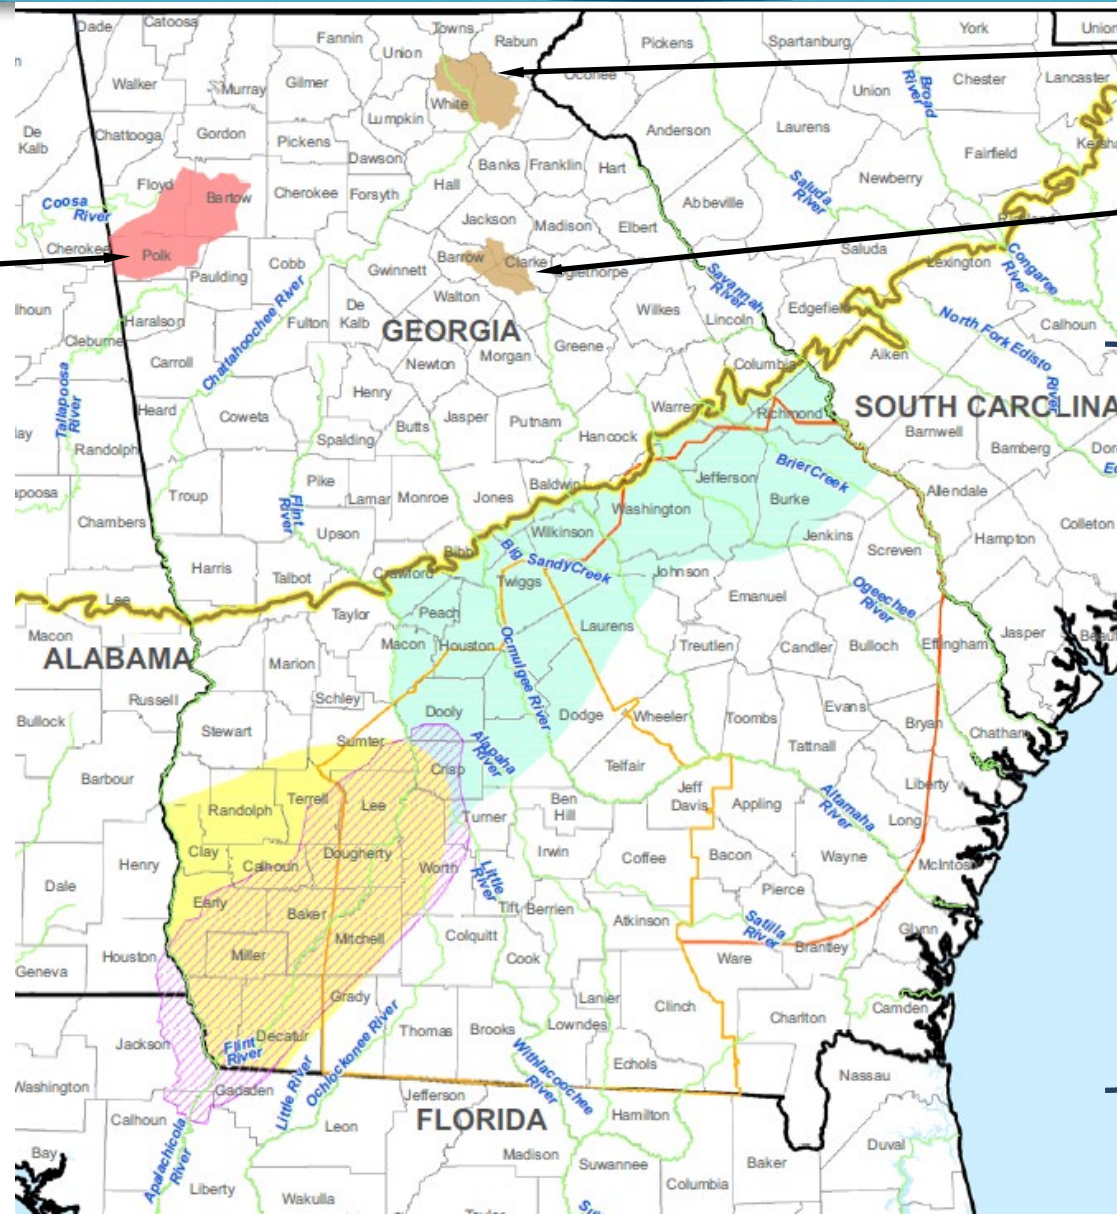 Dade
Catoosa
Fannin
Towns
Union
Rabun
Pickens
Spartanburg
York
Union
Walker
Murray
Gilmer
White
Oconee
Union
Broad
River
Chester
Lancaster
De
Kalb
Chattooga
Gordon
Pickens
Lumpkin
Dawson
Banks
Franklin
Hart
Anderson
Laurens
Fairfield
Floyd
Bartow
Cherokee
Forsyth
Hall
Abbeville
Saluda
River
Newberry
Coosa
River
Cherokee
Polk
Paulding
Cobb
Gwinnett
Jackson
Barrow
Madison
Clarke
Elbert
Savannah
River
Saluda
Lexington
Congaree
River
Haralson
Cleburne
Carroll
Chattahoochee River
Fulton
De
Kalb
GEORGIA
Walton
Newton
Morgan
Greene
Wilkes
Lincoln
Columbia
Edgefield
Aiken
North Fork Edisto
River
Calhoun
Tallapoosa
River
Heard
Randolph
Coweta
Henry
Spalding
Butts
Jasper
Putnam
Hancock
Warren
Richmond
SOUTH CAROLINA
Barnwell
Bamberg
Troup
Pike
Lamar
Monroe
Jones
Baldwin
Jefferson
Brier Creek
Burke
Allendale
Chambers
Flint
River
Upson
Bibb
Wilkinson
Washington
Jenkins
Screven
Hampton
Colleton
Harris
Talbot
Crawford
Big Sandy Creek
Twiggs
Johnson
Emanuel
Lee
Taylor
Peach
Macon
ALABAMA
Marion
Macon
Houston
Ocmulgee River
Laurens
Treutlen
Candler
Bulloch
Ogeechee
River
Effingham
Jasper
Russell
Schley
Bullock
Stewart
Dooly
Dodge
Wheeler
Toombs
Evans
Bryan
Chatham
Sumter
Tattnall
Barbour
Crisp
Alapaha
River
Telfair
Randolph
Terrell
Lee
Turner
Ben
Hill
Jeff
Davis
Appling
Altamaha
River
Liberty
Long
Henry
Clay
Calhoun
Dougherty
Worth
Irwin
Coffee
Bacon
Wayne
Dale
Early
Baker
Little
River
Tift
Berrien
Atkinson
Pierce
Miller
Mitchell
Colquitt
Satilla
River
Glynn
Houston
Geneva
Cook
Ware
Brantley
Grady
Lanier
Clinch
Camden
Jackson
Decatur
Flint
River
Thomas
Brooks
Lowndes
Charlton
Ochlockonee River
Little River
Withlacoochee
River
Echols
Nassau
Washington
Gadsden
Jefferson
FLORIDA
Hamilton
Calhoun
Leon
Madison
Duval
Bay
Apalachicola
River
Suwannee
Baker
Liberty
Wakulla
Columbia